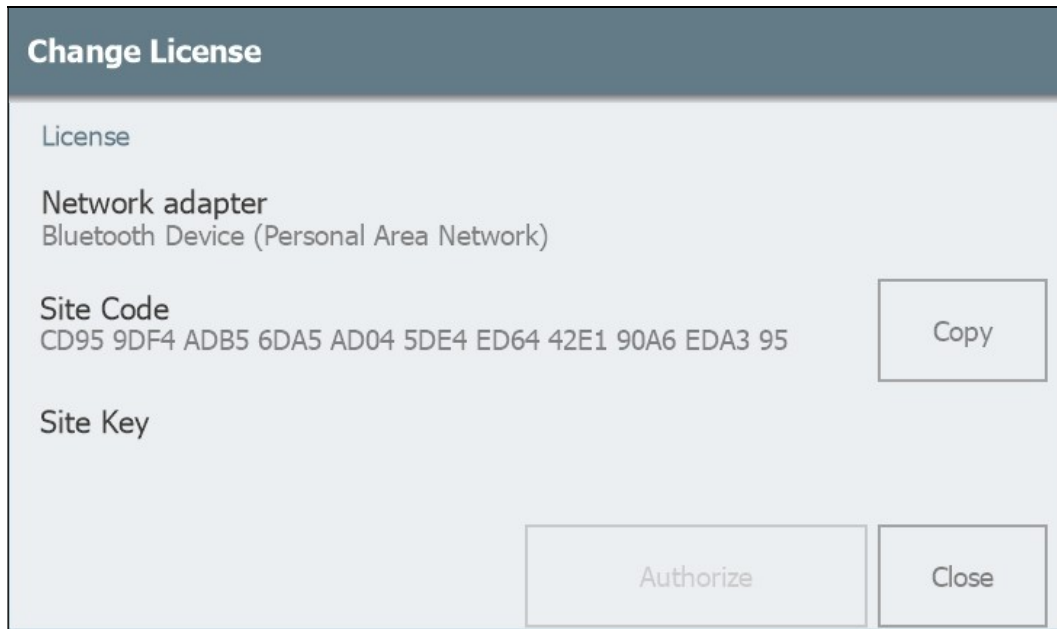 Change License
License
Network adapter
Bluetooth Device (Personal Area Network)
Site Code
CD95 9DF4 ADB5 6DA5 AD04 5DE4 ED64 42E1 90A6 EDA3 95
Copy
Site Key
Authorize
Close